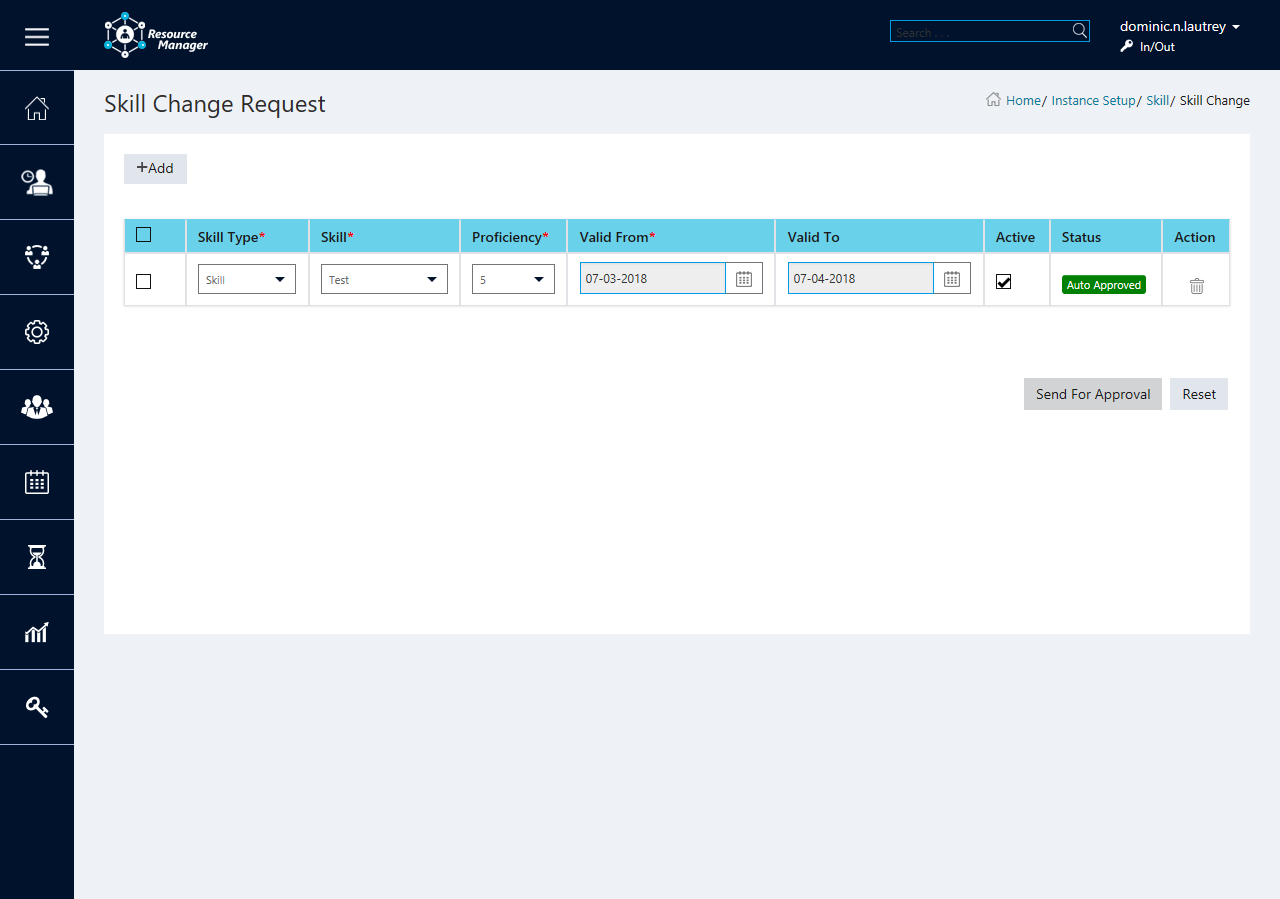 Resource
Manager
Search . . .
dominic.n.lautrey
In/Out
Skill Change Request
Home/ Instance Setup/ Skill/ Skill Change
+Add
Skill Type* Skill* Proficiency* Valid From* Valid To Active Status Action
Skill Test 5 07-03-2018 07-04-2018 Auto Approved
Send For Approval Reset